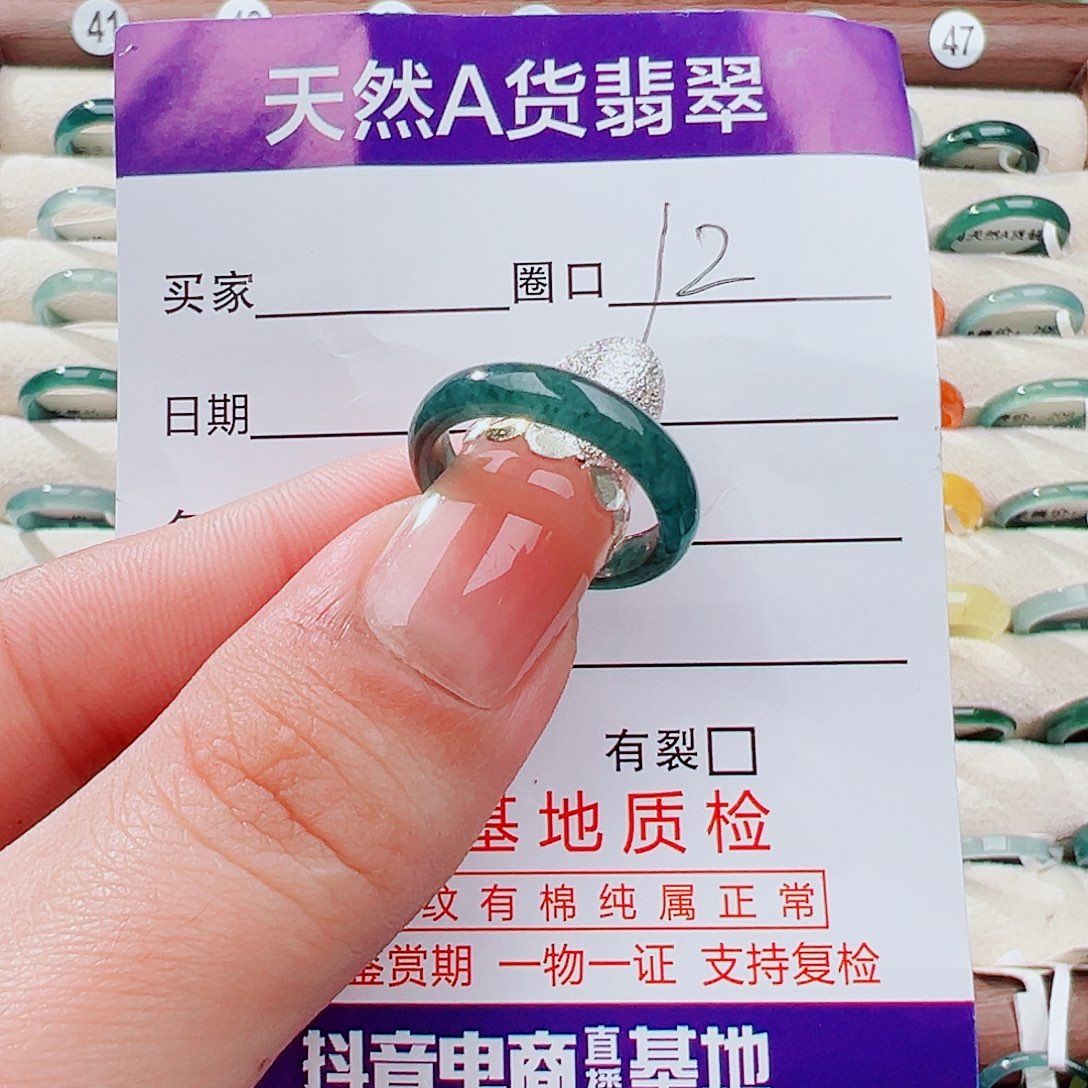 41
47
天然A货翡翠
买家 圈口 12
日期
有裂
基地质检
纹有棉纯属正常
鉴赏期 一物一证 支持复检
抖音电商直播基地